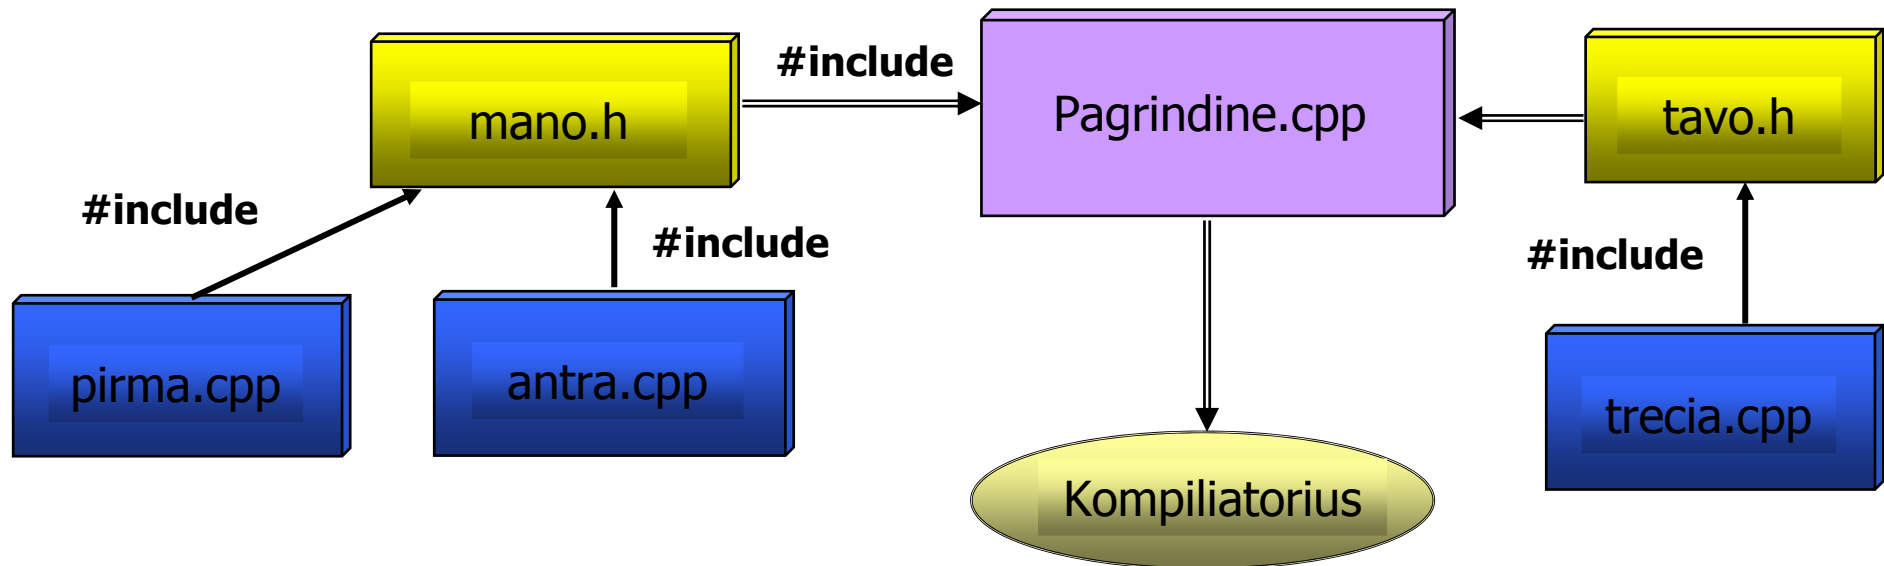 #include
mano.h
Pagrindine.cpp
tavo.h
#include
#include
#include
pirma.cpp
antra.cpp
trecia.cpp
Kompiliatorius